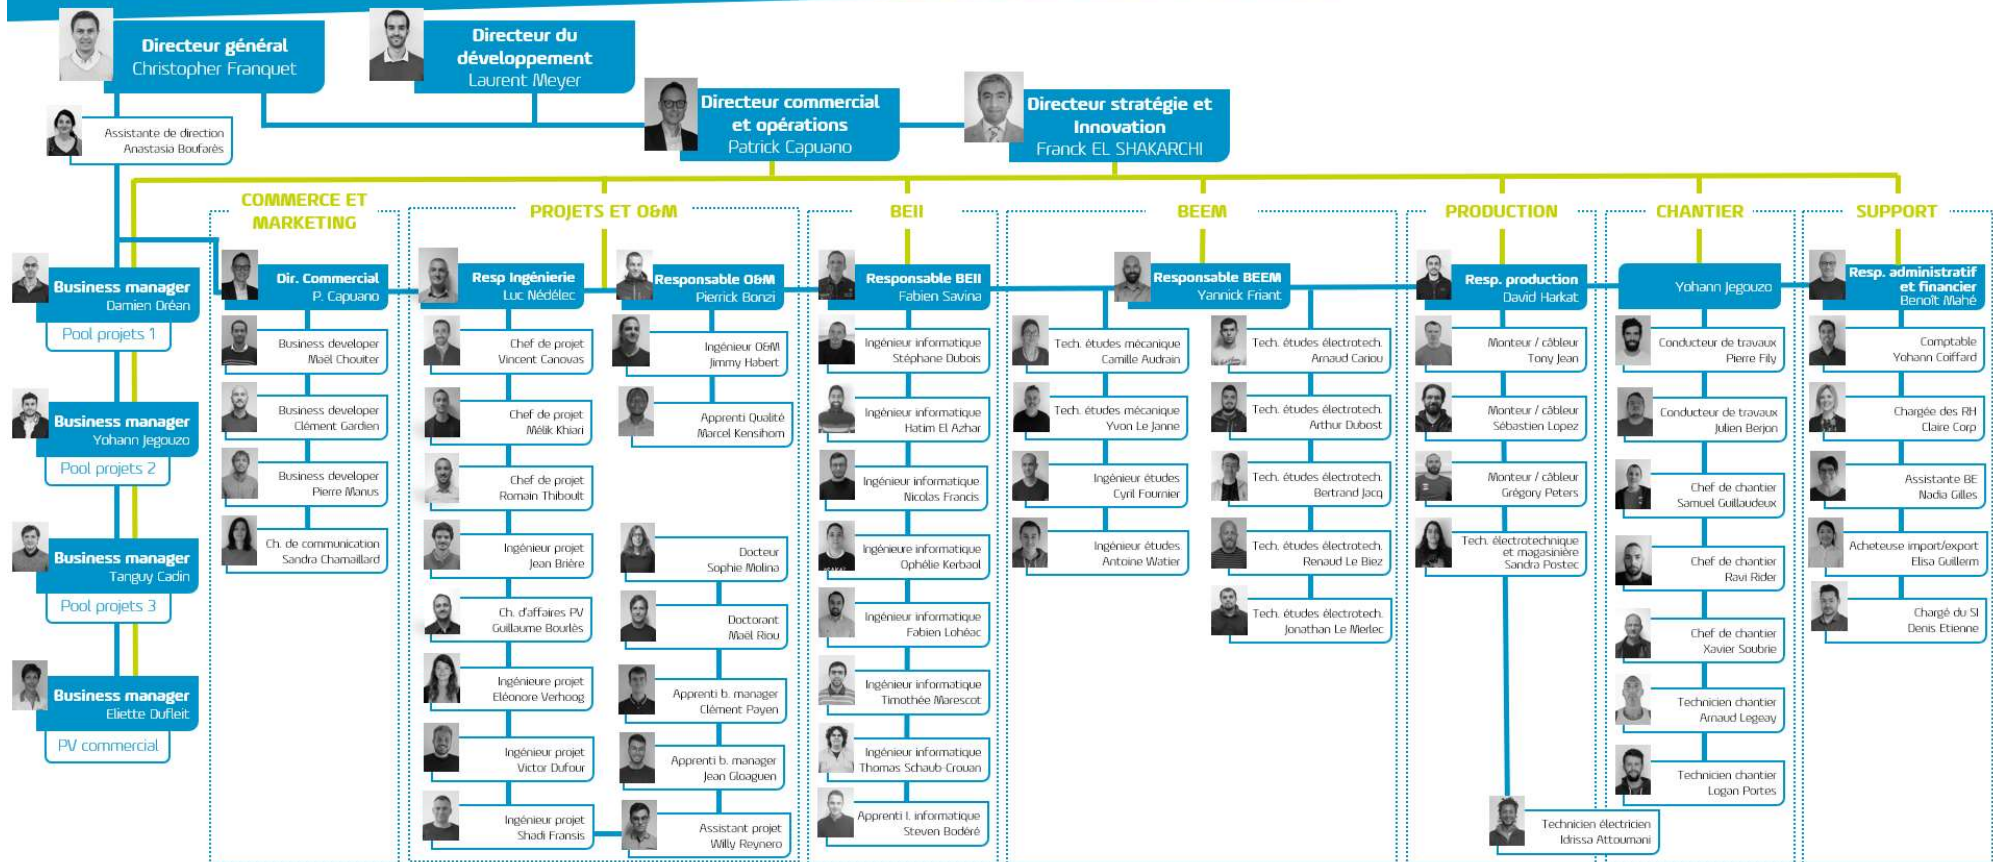 Directeur général
Christopher Franquet
Directeur du
développement
Laurent Meyer
Directeur commercial
et opérations
Patrick Capuano
Directeur stratégie et
Innovation
Franck EL SHAKARCHI
Assistante de direction
Anastasia Boufarès
Business manager
Damien Oréan
Pool projets 1
Business manager
Yohann Jegouzo
Pool projets 2
Business manager
Tanguy Cadin
Pool projets 3
Business manager
Eliette Dufleit
PV commercial
COMMERCE ET
MARKETING
Dir. Commercial
P. Capuano
Business developer
Maël Chouiter
Business developer
Clément Gardien
Business developer
Pierre Manus
Ch. de communication
Sandra Chamaillard
PROJETS ET O&M
Resp Ingénierie
Luc Nédélec
Chef de projet
Vincent Canovas
Chef de projet
Mélik Khiari
Chef de projet
Romain Thiboult
Ingénieur projet
Jean Brière
Ch. d'affaires PV
Guillaume Bourlès
Ingénieure projet
Eléonore Verhoog
Ingénieur projet
Victor Dufour
Ingénieur projet
Shadi Fransis
Responsable O&M
Pierrick Bonzi
Ingénieur O&M
Jimmy Habert
Apprenti Qualité
Marcel Kensihom
Docteur
Sophie Molina
Doctorant
Maël Riou
Apprenti b. manager
Clément Payen
Apprenti b. manager
Jean Gloaguen
Assistant projet
Willy Reynero
BEII
Responsable BEII
Fabien Savina
Ingénieur informatique
Stéphane Dubois
Ingénieur informatique
Hatim El Azhar
Ingénieur informatique
Nicolas Francis
Ingénieure informatique
Ophélie Kerbaol
Ingénieur informatique
Fabien Lohéac
Ingénieur informatique
Timothée Marescot
Ingénieur informatique
Thomas Schaub-Crouan
Apprenti I. informatique
Steven Bodéré
BEEM
Responsable BEEM
Yannick Friant
Tech. études mécanique
Camille Audrain
Tech. études mécanique
Yvon Le Janne
Ingénieur études
Cyril Fournier
Ingénieur études
Antoine Watier
Tech. études électrotech.
Arnaud Cariou
Tech. études électrotech.
Arthur Dubost
Tech. études électrotech.
Bertrand Jacq
Tech. études électrotech.
Renaud Le Biez
Tech. études électrotech.
Jonathan Le Merlec
PRODUCTION
Resp. production
David Harkat
Monteur / câbleur
Tony Jean
Monteur / câbleur
Sébastien Lopez
Monteur / câbleur
Grégory Peters
Tech. électrotechnique
et magasinière
Sandra Postec
Technicien électricien
Idrissa Attoumani
CHANTIER
Yohann Jegouzo
Conducteur de travaux
Pierre Fily
Conducteur de travaux
Julien Berjon
Chef de chantier
Samuel Guillaudeux
Chef de chantier
Ravi Rider
Chef de chantier
Xavier Soubrie
Technicien chantier
Arnaud Legeay
Technicien chantier
Logan Portes
SUPPORT
Resp. administratif
et financier
Benoît Mahé
Comptable
Yohann Coiffard
Chargée des RH
Claire Corp
Assistante BE
Nadia Gilles
Acheteuse import/export
Elisa Guillerm
Chargé du SI
Denis Etienne